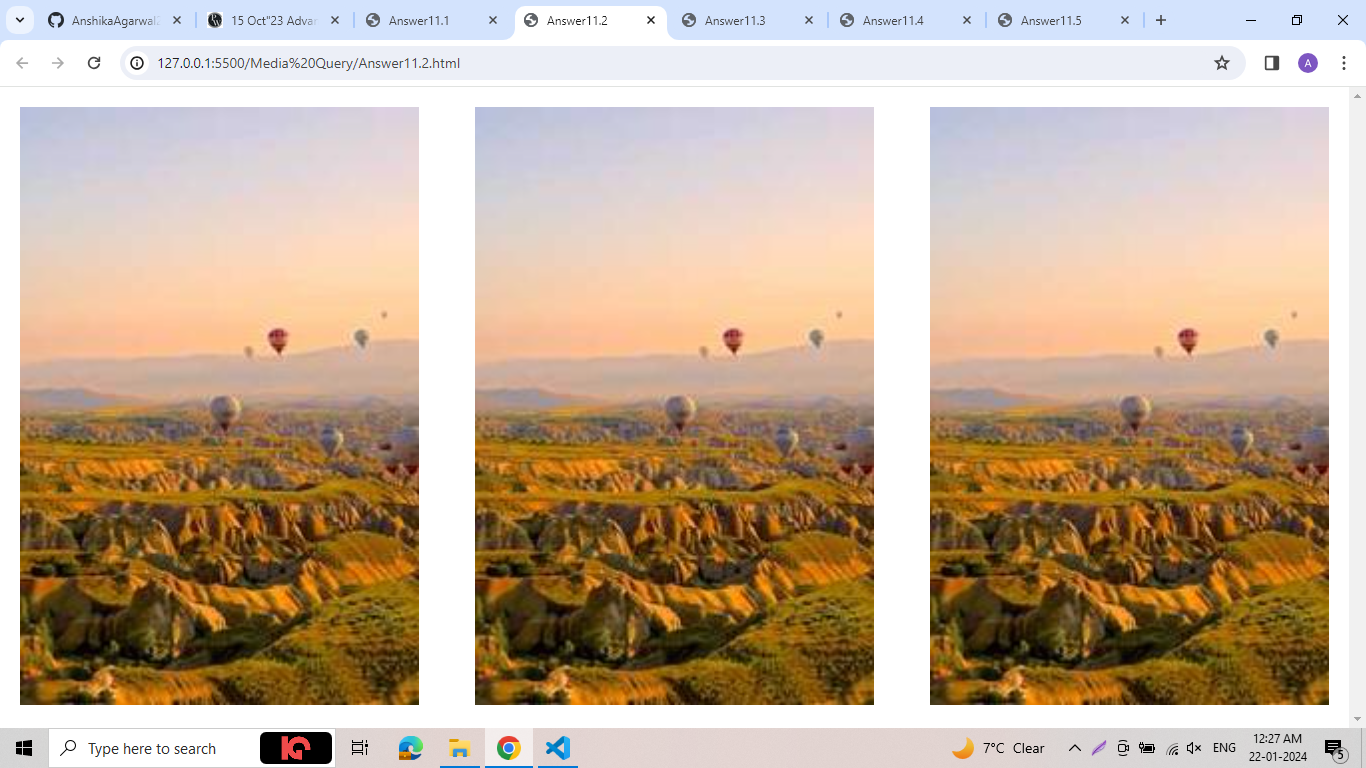 AnshikaAgarwal
15 Oct"23 Advan
Answer11.1
Answer11.2
Answer11.3
Answer11.4
Answer11.5
127.0.0.1:5500/Media%20Query/Answer11.2.html
A
Type here to search
7°C Clear
ENG
12:27 AM
22-01-2024
5